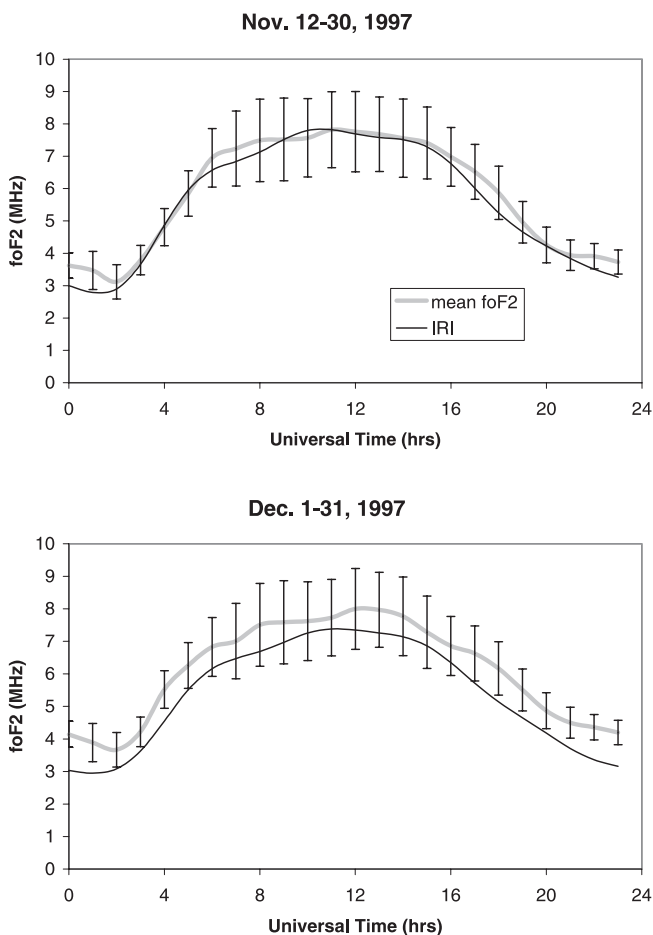 Nov. 12-30, 1997
10
9
8
7
6
5
4
3
2
1
0
foF2 (MHz)
mean foF2
IRI
0 4 8 12 16 20 24
Universal Time (hrs)
Dec. 1-31, 1997
10
9
8
7
6
5
4
3
2
1
0
foF2 (MHz)
0 4 8 12 16 20 24
Universal Time (hrs)